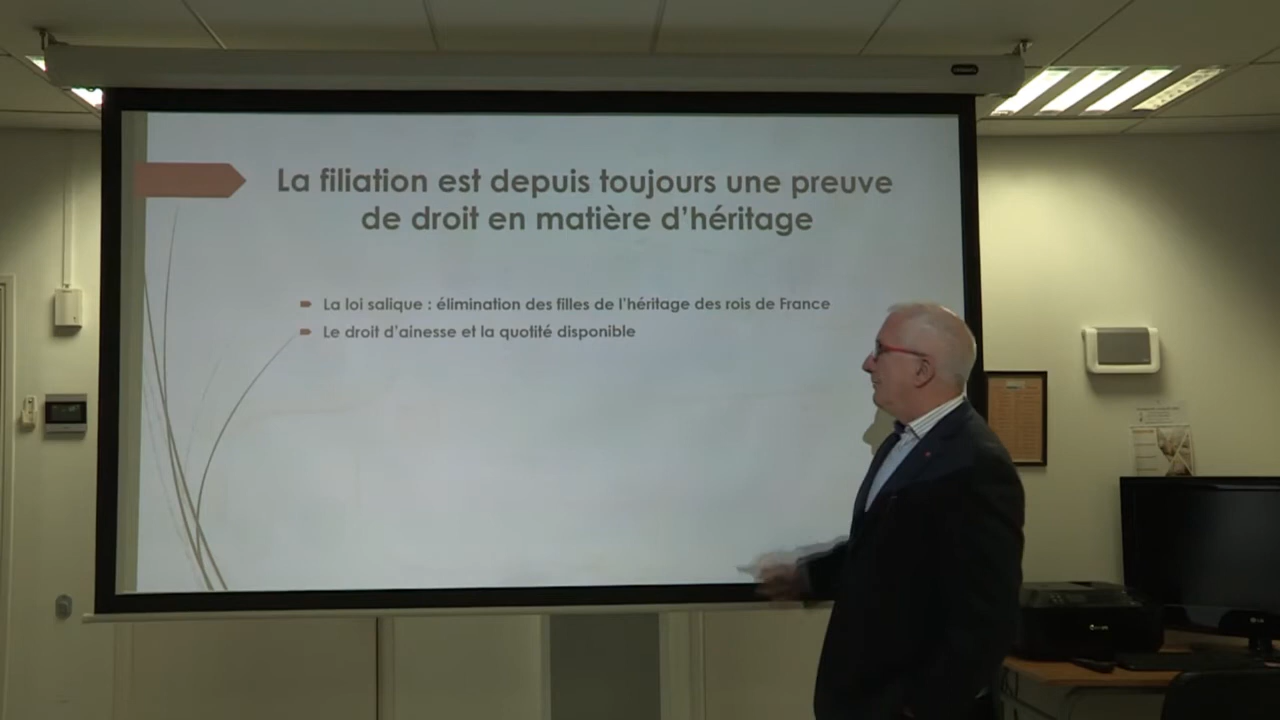 La filiation est depuis toujours une preuve
de droit en matière d'héritage
La loi salique : élimination des filles de l'héritage des rois de France
Le droit d'ainesse et la quotité disponible